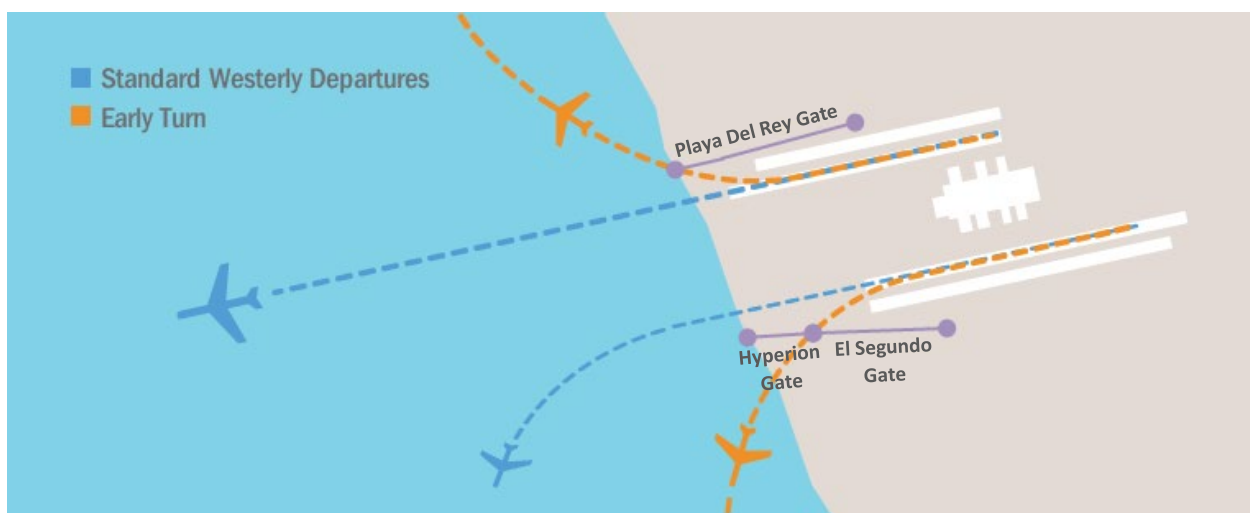 Standard Westerly Departures
Early Turn
Playa Del Rey Gate
Hyperion
Gate
El Segundo
Gate